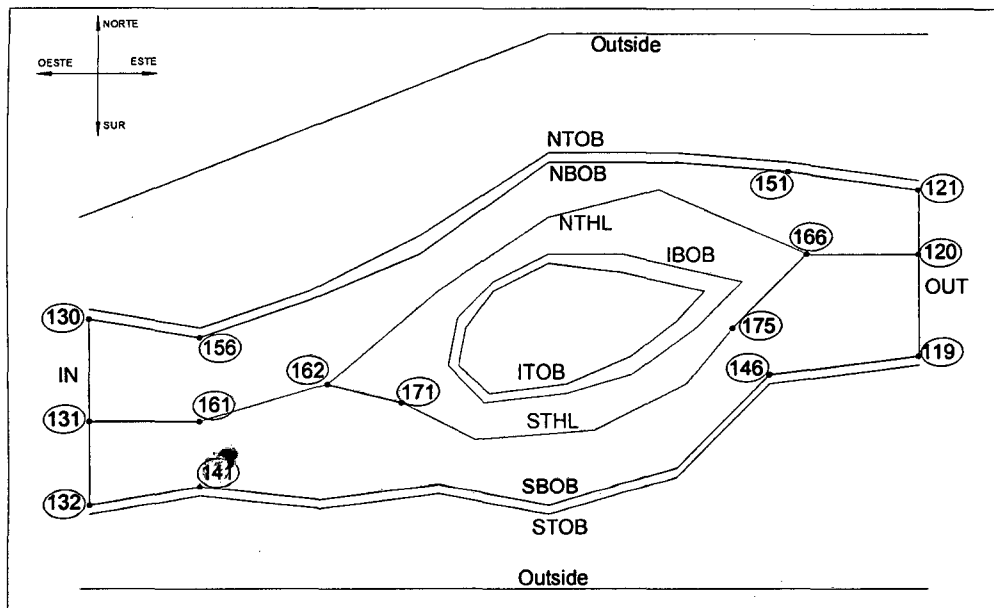 NORTE
OESTE ESTE
SUR
Outside
NTOB
NBOB
151
121
NTHL
166
IBOB
120
OUT
130
156
175
IN
162
171
ITOB
146
119
131
161
STHL
141
132
SBOB
STOB
Outside